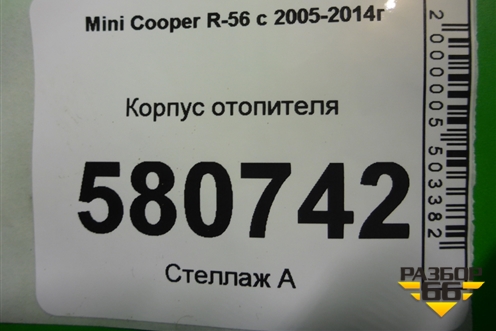 Mini Cooper R-56 с 2005-2014г
Корпус отопителя
580742
Стеллаж А
2000005503382
РАЗБОР
66